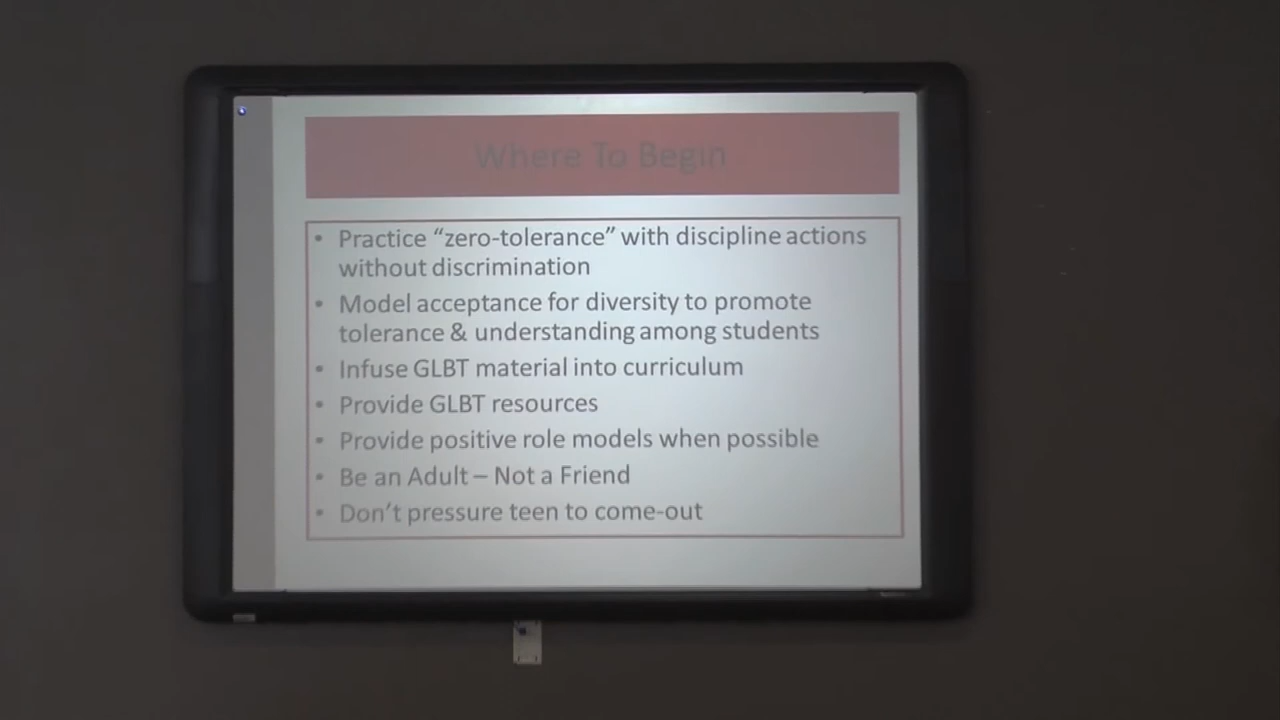 Where To Begin
• Practice “zero-tolerance” with discipline actions
without discrimination
• Model acceptance for diversity to promote
tolerance & understanding among students
• Infuse GLBT material into curriculum
• Provide GLBT resources
• Provide positive role models when possible
• Be an Adult – Not a Friend
• Don’t pressure teen to come-out